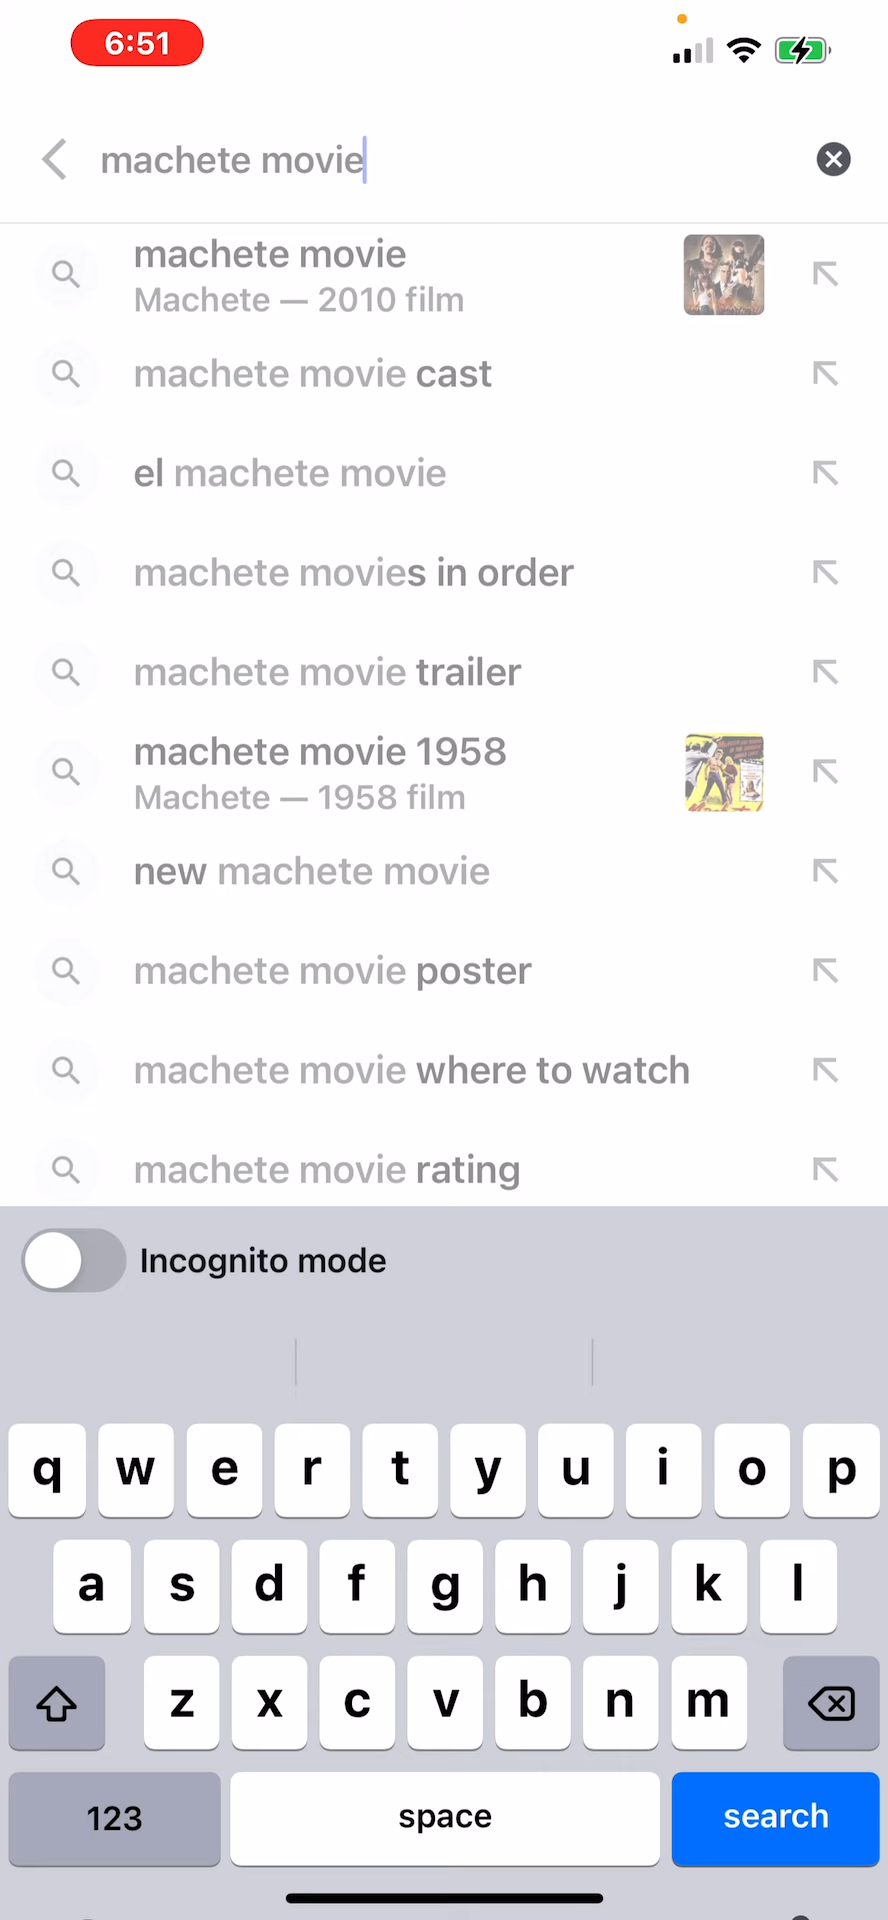 6:51
machete movie
machete movie
Machete — 2010 film
machete movie cast
el machete movie
machete movies in order
machete movie trailer
machete movie 1958
Machete — 1958 film
new machete movie
machete movie poster
machete movie where to watch
machete movie rating
Incognito mode
q w e r t y u i o p
a s d f g h j k l
z x c v b n m
123 space search